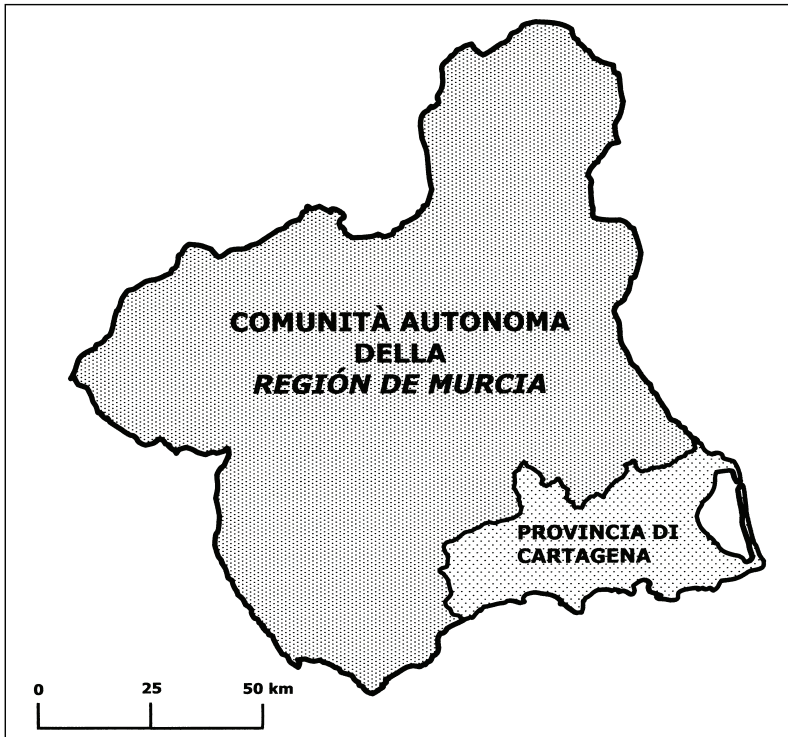 COMUNITÀ AUTONOMA
DELLA
REGIÓN DE MURCIA
PROVINCIA DI
CARTAGENA
0 25 50 km